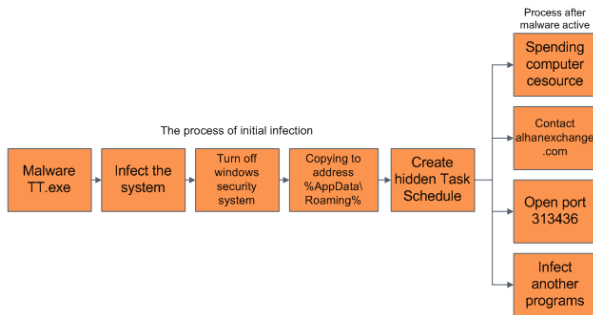 Process after
malware active
Spending
computer
cesource
The process of initial infection
Malware
TT.exe
Infect the
system
Turn off
windows
security
system
Copying to
address
%AppData\
Roaming%
Create
hidden Task
Schedule
Contact
alhanexchange
.com
Open port
313436
Infect
another
programs